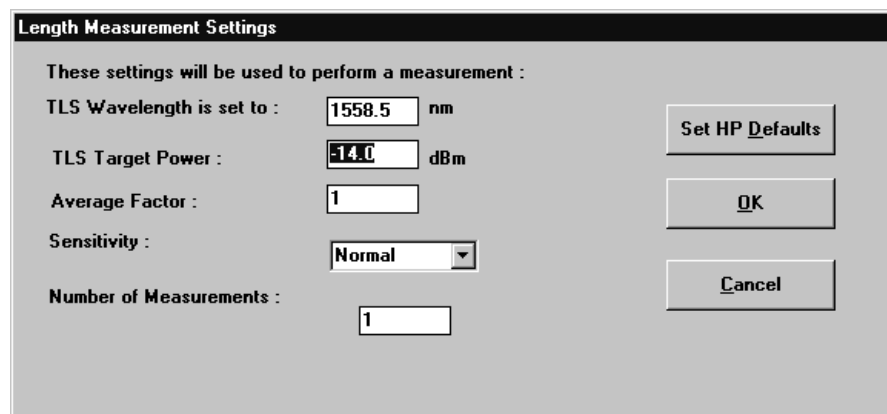 Length Measurement Settings
These settings will be used to perform a measurement :
TLS Wavelength is set to : 1558.5 nm
TLS Target Power : -14.0 dBm
Average Factor : 1
Sensitivity : Normal
Number of Measurements : 1
Set HP Defaults
OK
Cancel